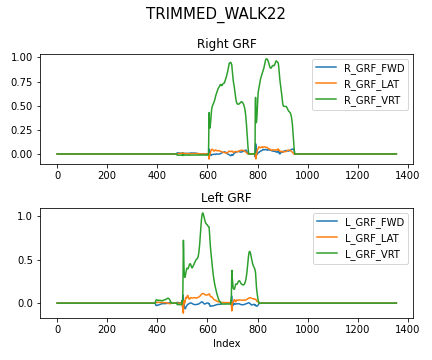 TRIMMED_WALK22
Right GRF
1.00
0.75
0.50
0.25
0.00
R_GRF_FWD
R_GRF_LAT
R_GRF_VRT
0 200 400 600 800 1000 1200 1400
Left GRF
1.0
0.5
0.0
L_GRF_FWD
L_GRF_LAT
L_GRF_VRT
0 200 400 600 800 1000 1200 1400
Index